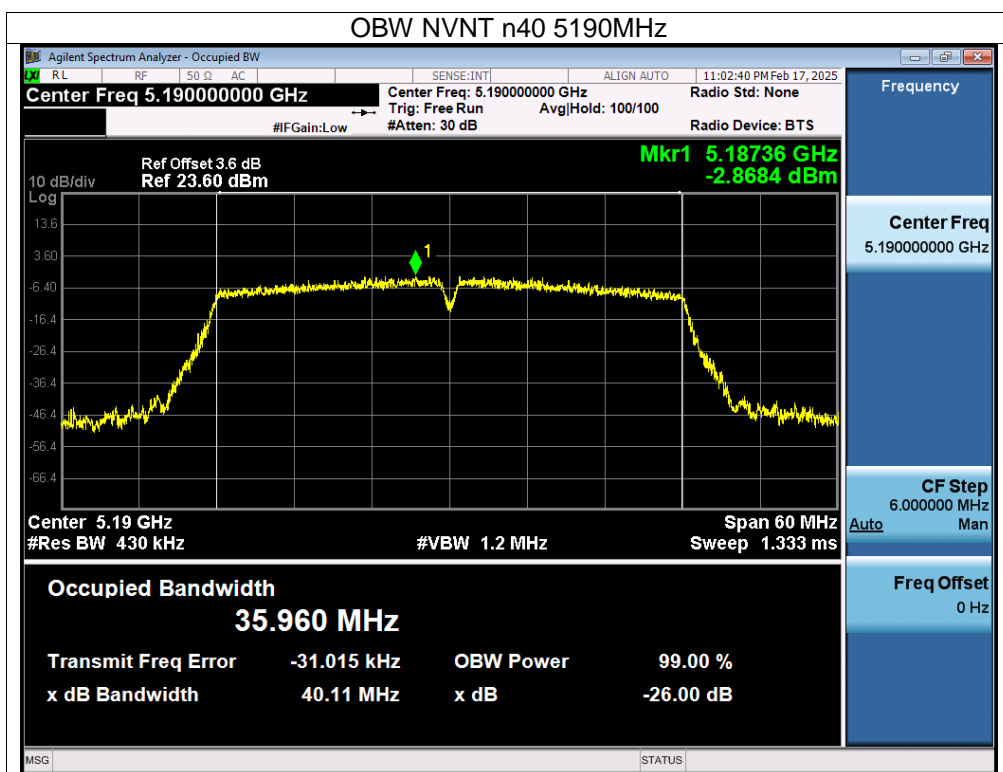 OBW NVNT n40 5190MHz
Agilent Spectrum Analyzer - Occupied BW
LXI RL RF 50 Ω AC SENSE:INT ALIGN AUTO 11:02:40 PM Feb 17, 2025
Center Freq 5.190000000 GHz
Center Freq: 5.190000000 GHz
Radio Std: None
Trig: Free Run Avg|Hold: 100/100
#IFGain:Low
#Atten: 30 dB
Radio Device: BTS
Ref Offset 3.6 dB
Mkr1 5.18736 GHz
10 dB/div Ref 23.60 dBm
-2.8684 dBm
Log
13.6
3.60
-6.40
-16.4
-26.4
-36.4
-46.4
-56.4
-66.4
1
Center 5.19 GHz Span 60 MHz
#Res BW 430 kHz #VBW 1.2 MHz Sweep 1.333 ms
Occupied Bandwidth
35.960 MHz
Transmit Freq Error -31.015 kHz OBW Power 99.00 %
x dB Bandwidth 40.11 MHz x dB -26.00 dB
MSG STATUS
Frequency
Center Freq
5.190000000 GHz
CF Step
6.000000 MHz
Auto Man
Freq Offset
0 Hz